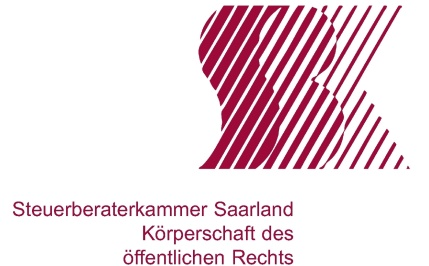 Steuerberaterkammer Saarland
Körperschaft des
öffentlichen Rechts